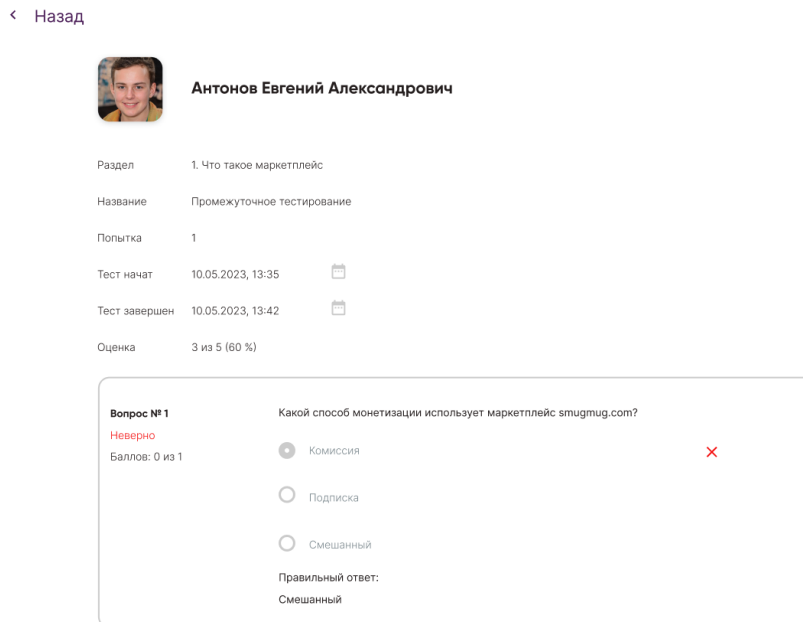 Назад
Антонов Евгений Александрович
Раздел 1. Что такое маркетплейс
Название Промежуточное тестирование
Попытка 1
Тест начат 10.05.2023, 13:35
Тест завершен 10.05.2023, 13:42
Оценка 3 из 5 (60 %)
Вопрос № 1 Какой способ монетизации использует маркетплейс smugmug.com?
Неверно
Баллов: 0 из 1
Комиссия
Подписка
Смешанный
Правильный ответ:
Смешанный